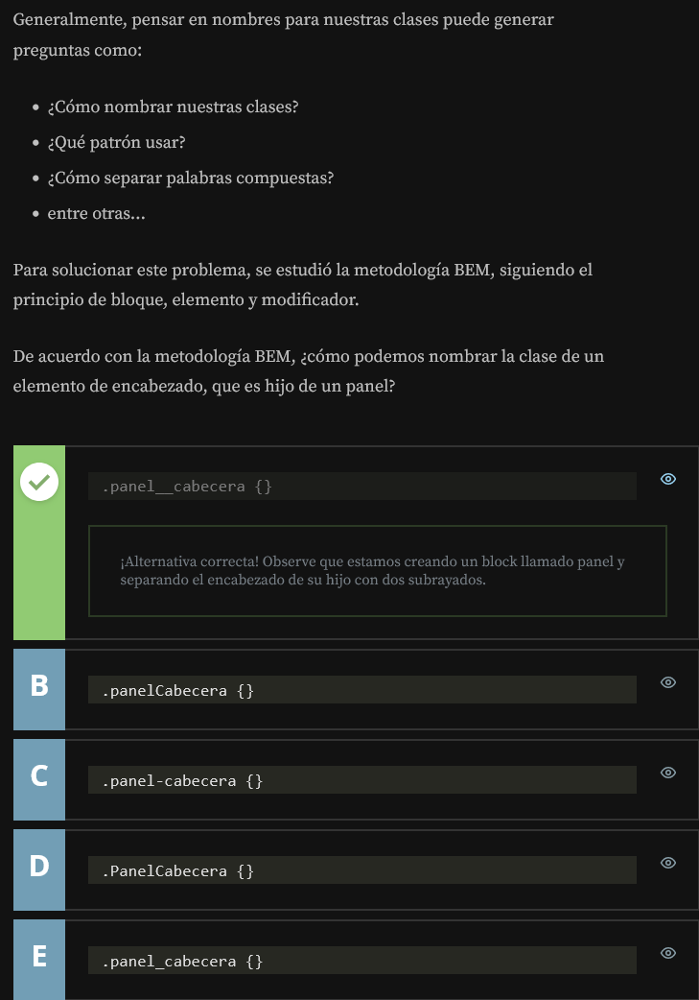 Generalmente, pensar en nombres para nuestras clases puede generar
preguntas como:
• ¿Cómo nombrar nuestras clases?
• ¿Qué patrón usar?
• ¿Cómo separar palabras compuestas?
• entre otras...
Para solucionar este problema, se estudió la metodología BEM, siguiendo el
principio de bloque, elemento y modificador.
De acuerdo con la metodología BEM, ¿cómo podemos nombrar la clase de un
elemento de encabezado, que es hijo de un panel?
.panel__cabecera {}
¡Alternativa correcta! Observe que estamos creando un block llamado panel y
separando el encabezado de su hijo con dos subrayados.
B
.panelCabecera {}
C
.panel-cabecera {}
D
.PanelCabecera {}
E
.panel_cabecera {}